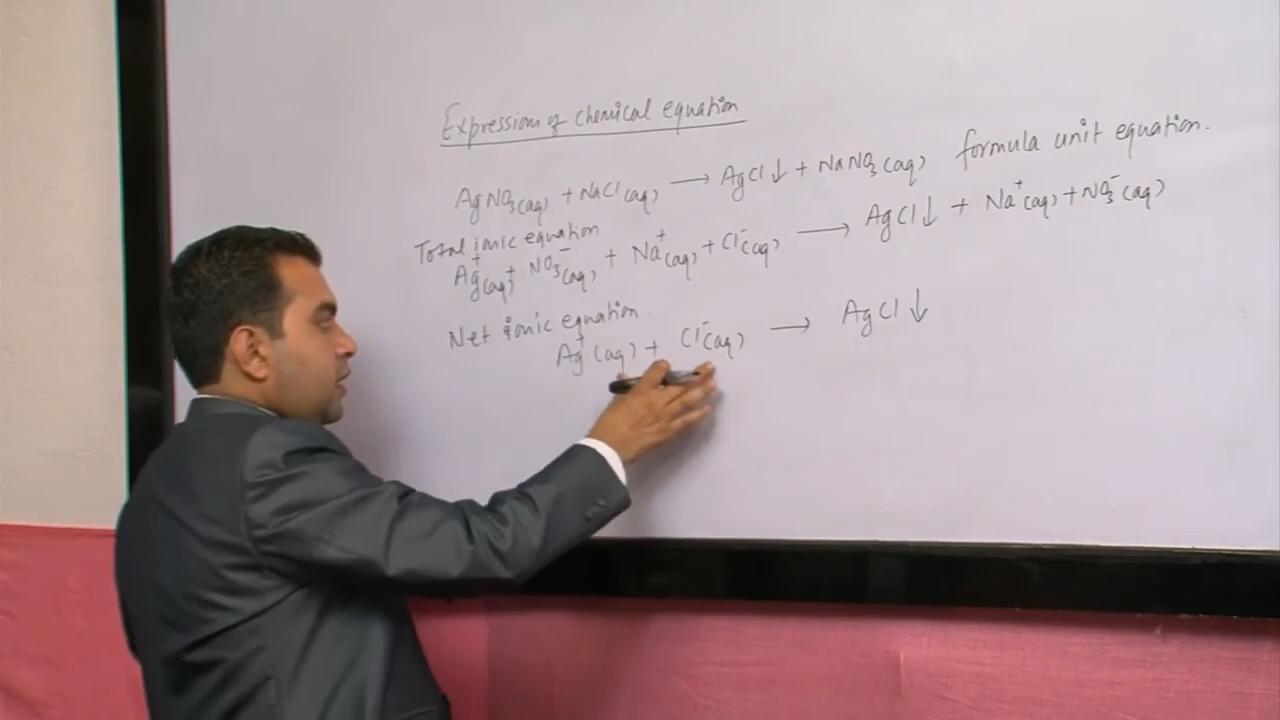 Expression of chemical equation
AgNO₃(aq) + NaCl(aq) → AgCl↓ + NaNO₃(aq) formula unit equation.
Total ionic equation
Ag⁺(aq) + NO₃⁻(aq) + Na⁺(aq) + Cl⁻(aq) → AgCl↓ + Na⁺(aq) + NO₃⁻(aq)
Net ionic equation.
Ag⁺(aq) + Cl⁻(aq) → AgCl↓